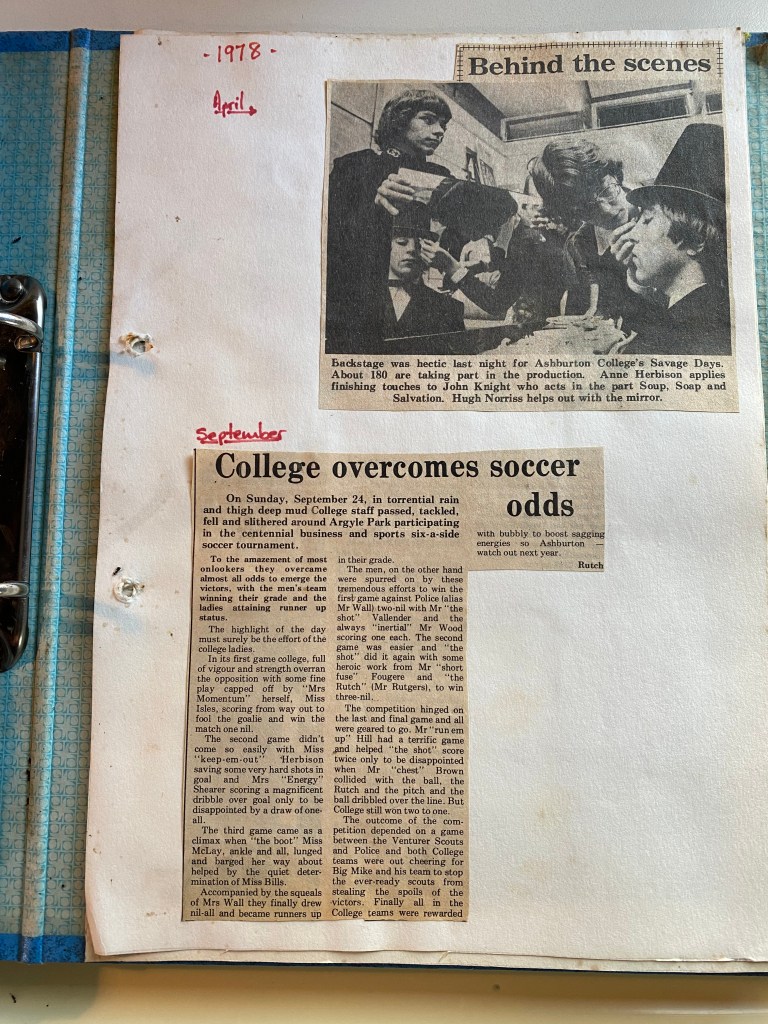 - 1978 -
April
Behind the scenes
Backstage was hectic last night for Ashburton College's Savage Days.
About 180 are taking part in the production. Anne Herbison applies
finishing touches to John Knight who acts in the part Soup, Soap and
Salvation. Hugh Norriss helps out with the mirror.
September
College overcomes soccer
odds
On Sunday, September 24, in torrential rain
and thigh deep mud College staff passed, tackled,
fell and slithered around Argyle Park participating
in the centennial business and sports six-a-side
soccer tournament.
To the amazement of most
onlookers they overcame
almost all odds to emerge the
victors, with the men's team
winning their grade and the
ladies attaining runner up
status.
The highlight of the day
must surely be the effort of the
college ladies.
In its first game college, full
of vigour and strength overran
the opposition with some fine
play capped off by "Mrs
Momentum" herself, Miss
Isles, scoring from way out to
fool the goalie and win the
match one nil.
The second game didn't
come so easily with Miss
"keep-em-out" Herbison
saving some very hard shots in
goal and Mrs "Energy"
Shearer scoring a magnificent
dribble over goal only to be
disappointed by a draw of one-
all.
The third game came as a
climax when "the boot" Miss
McLay, ankle and all, lunged
and barged her way about
helped by the quiet deter-
mination of Miss Bills.
Accompanied by the squeals
of Mrs Wall they finally drew
nil-all and became runners up
in their grade.
The men, on the other hand
were spurred on by these
tremendous efforts to win the
first game against Police (alias
Mr Wall) two-nil with Mr "the
shot" Vallender and the
always "inertial" Mr Wood
scoring one each. The second
game was easier and "the
shot" did it again with some
heroic work from Mr "short
fuse" Fougere and "the
Rutch" (Mr Rutgers), to win
three-nil.
The competition hinged on
the last and final game and all
were geared to go. Mr "run em
up" Hill had a terrific game
and helped "the shot" score
twice only to be disappointed
when Mr "chest" Brown
collided with the ball, the
Rutch and the pitch and the
ball dribbled over the line. But
College still won two to one.
The outcome of the com-
petition depended on a game
between the Venturer Scouts
and Police and both College
teams were out cheering for
Big Mike and his team to stop
the ever-ready scouts from
stealing the spoils of the
victors. Finally all in the
College teams were rewarded
with bubbly to boost sagging
energies so Ashburton —
watch out next year.
Rutch